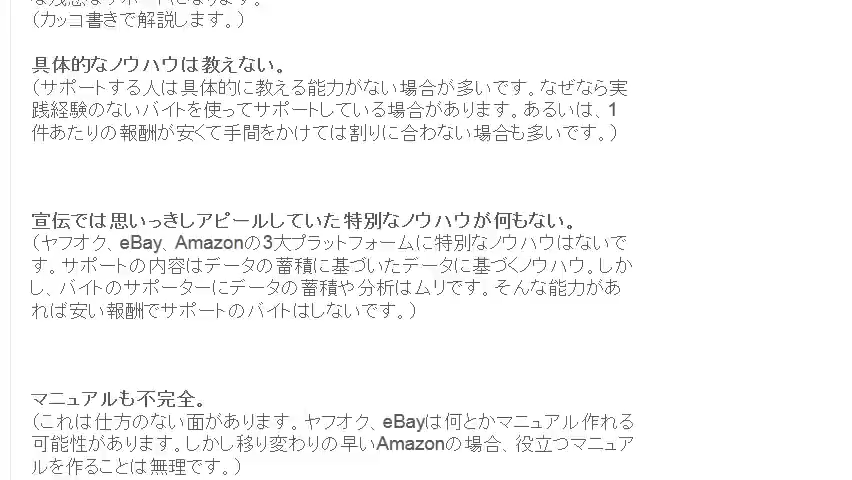 (カッコ書きで解説します。)
具体的なノウハウは教えない。
(サポートする人は具体的に教える能力がない場合が多いです。なぜなら実
践経験のないバイトを使ってサポートしている場合があります。あるいは、1
件あたりの報酬が安くて手間をかけては割りに合わない場合も多いです。)
宣伝では思いっきしアピールしていた特別なノウハウが何もない。
(ヤフオク、eBay、Amazonの3大プラットフォームに特別なノウハウはないで
す。サポートの内容はデータの蓄積に基づいたデータに基づくノウハウ。しか
し、バイトのサポーターにデータの蓄積や分析はムリです。そんな能力があ
れば安い報酬でサポートのバイトはしないです。)
マニュアルも不完全。
(これは仕方のない面があります。ヤフオク、eBayは何とかマニュアル作れる
可能性があります。しかし移り変わりの早いAmazonの場合、役立つマニュア
ルを作ることは無理です。)